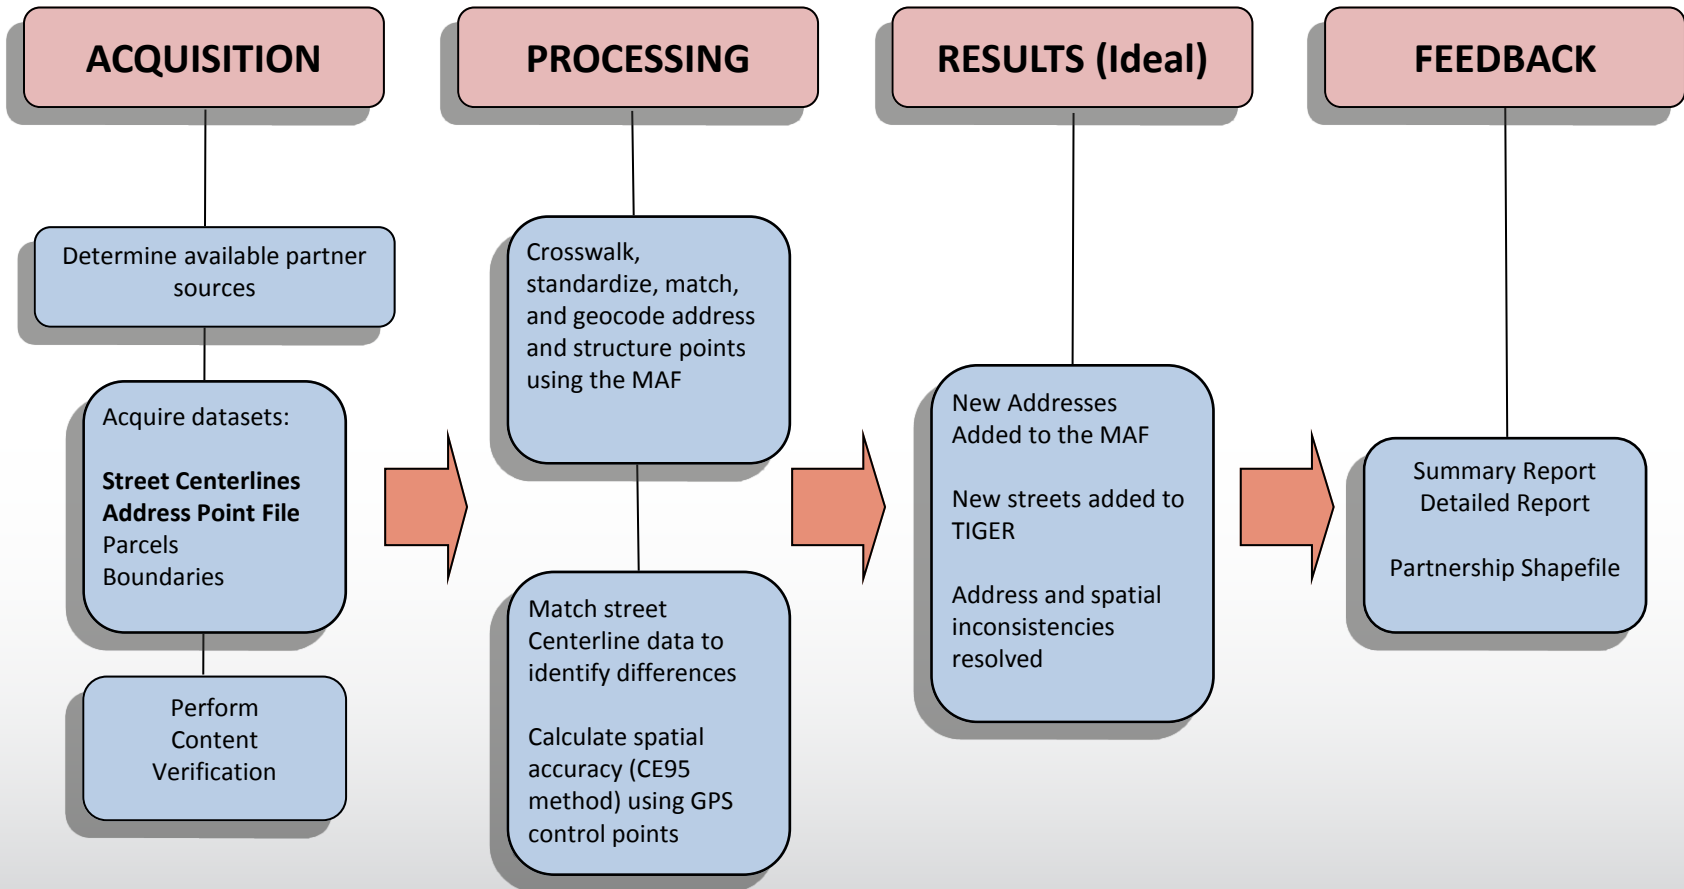 ACQUISITION
Determine available partner
sources
Acquire datasets:
Street Centerlines
Address Point File
Parcels
Boundaries
Perform
Content
Verification
PROCESSING
Crosswalk,
standardize, match,
and geocode address
and structure points
using the MAF
Match street
Centerline data to
identify differences
Calculate spatial
accuracy (CE95
method) using GPS
control points
RESULTS (Ideal)
New Addresses
Added to the MAF
New streets added to
TIGER
Address and spatial
inconsistencies
resolved
FEEDBACK
Summary Report
Detailed Report
Partnership Shapefile